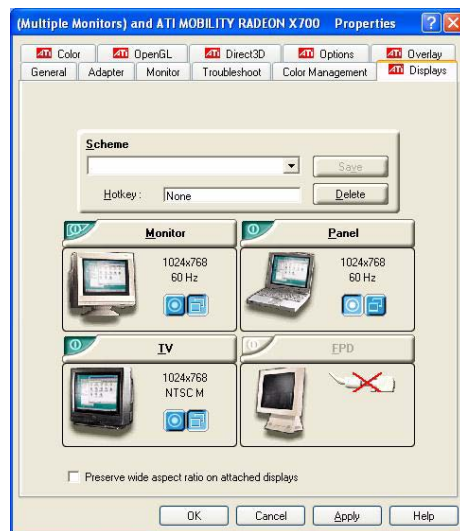 (Multiple Monitors) and ATI MOBILITY RADEON X700 Properties
ATI Color ATI OpenGL ATI Direct3D ATI Options ATI Overlay
General Adapter Monitor Troubleshoot Color Management ATI Displays
Scheme
Save
Hotkey: None Delete
Monitor Panel
1024x768 1024x768
60 Hz 60 Hz
TV FPD
1024x768
NTSC M
Preserve wide aspect ratio on attached displays
OK Cancel Apply Help